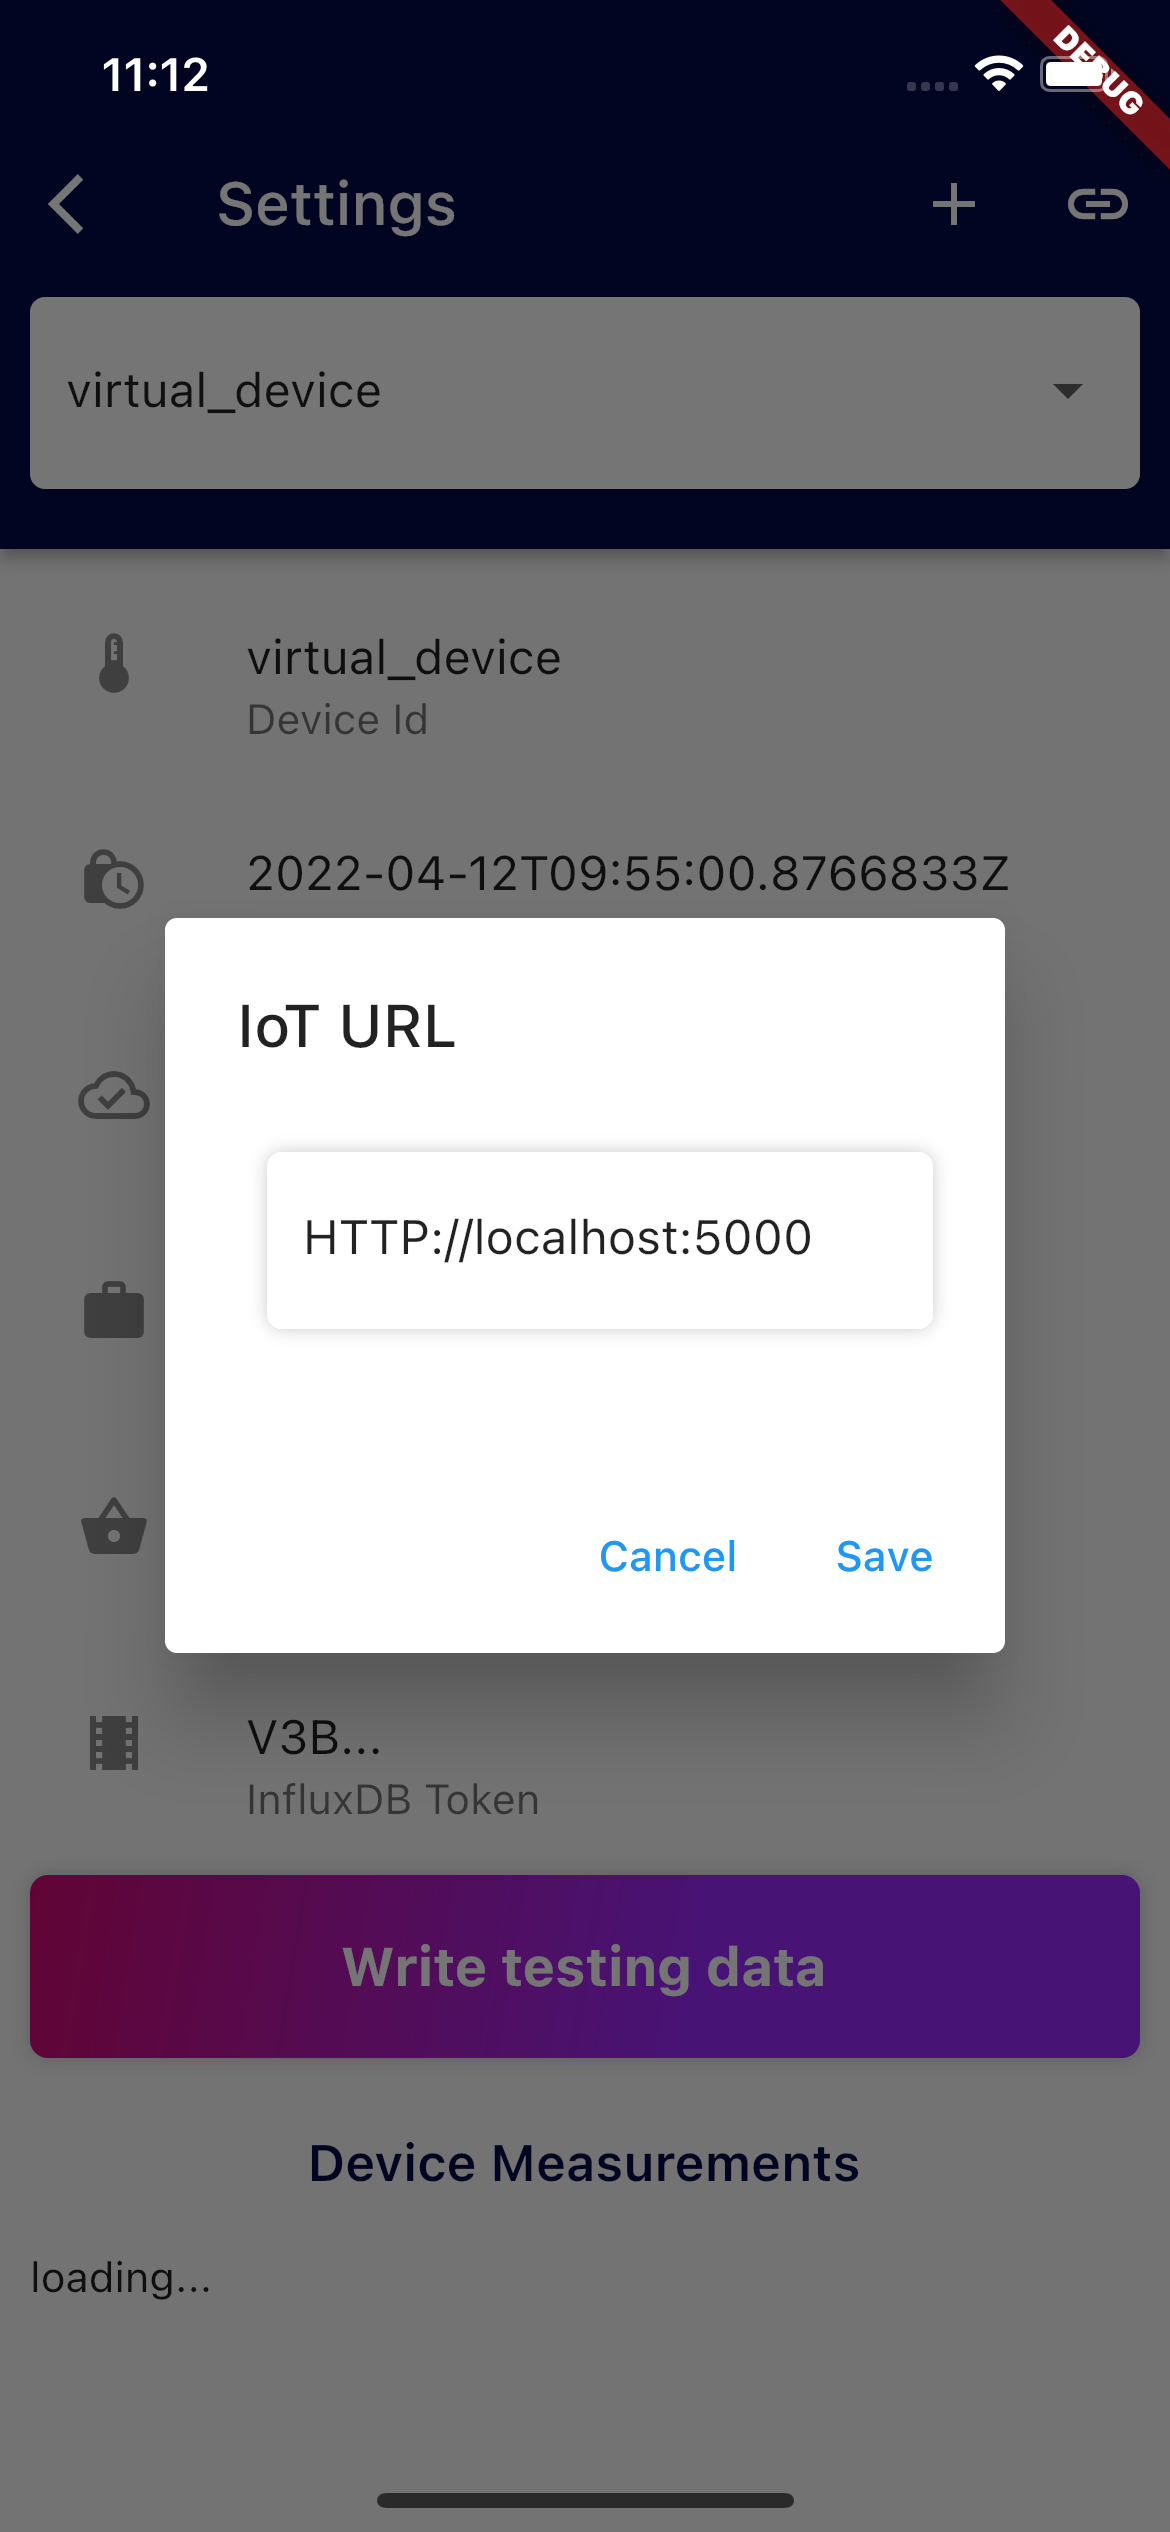 11:12
DEBUG
Settings
virtual_device
virtual_device
Device Id
2022-04-12T09:55:00.8766833Z
IoT URL
HTTP://localhost:5000
Cancel Save
V3B...
InfluxDB Token
Write testing data
Device Measurements
loading...